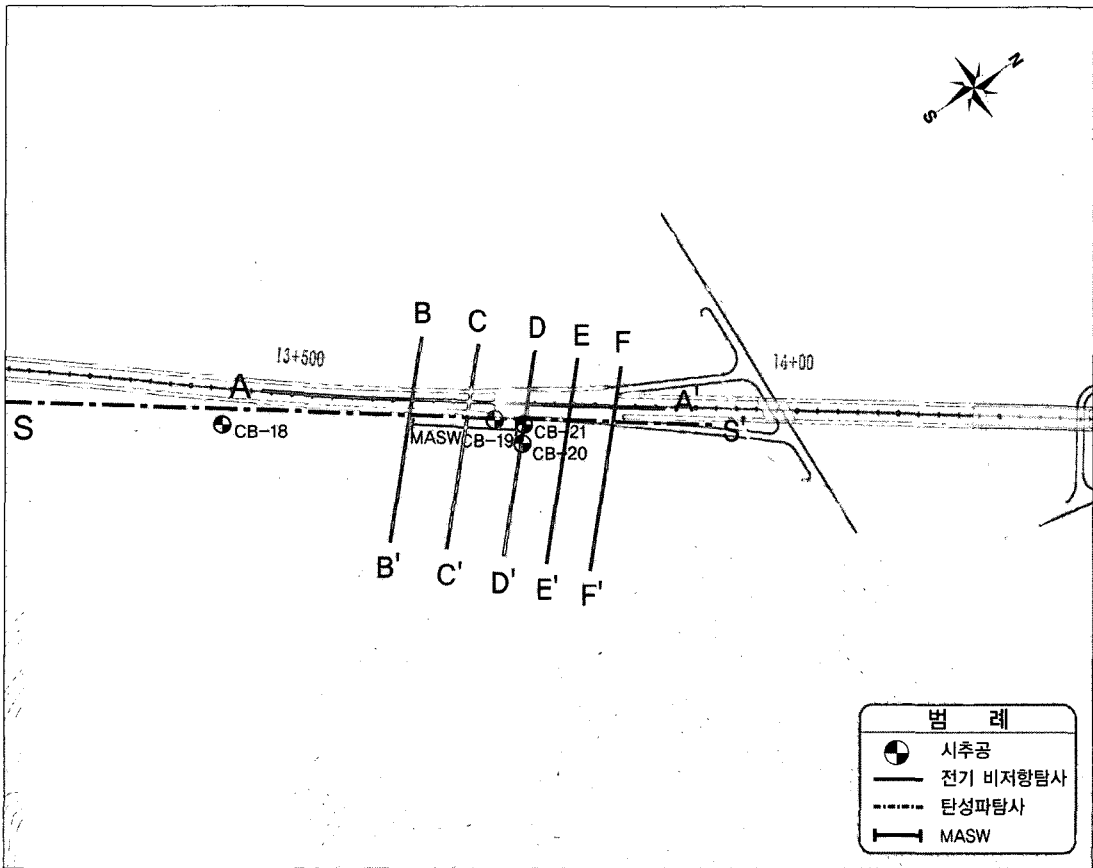 N
S
B
C
D
E
F
13+500
14+00
A
A'
S
S'
CB-18
MASW
CB-19
CB-21
CB-20
B'
C'
D'
E'
F'
범 례
시추공
전기 비저항탐사
탄성파탐사
MASW